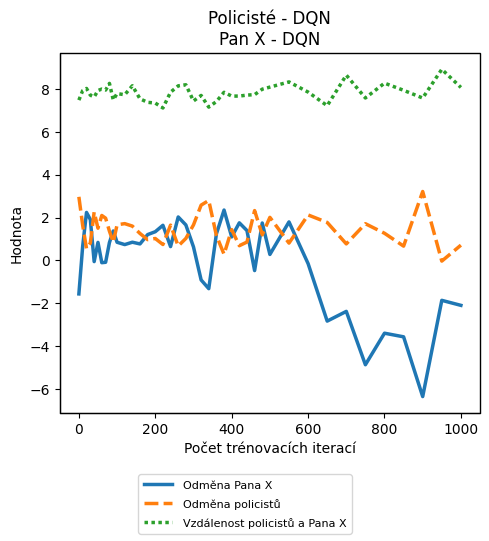 Policisté - DQN
Pan X - DQN
Hodnota
8
6
4
2
0
−2
−4
−6
0 200 400 600 800 1000
Počet trénovacích iterací
Odměna Pana X
Odměna policistů
Vzdálenost policistů a Pana X